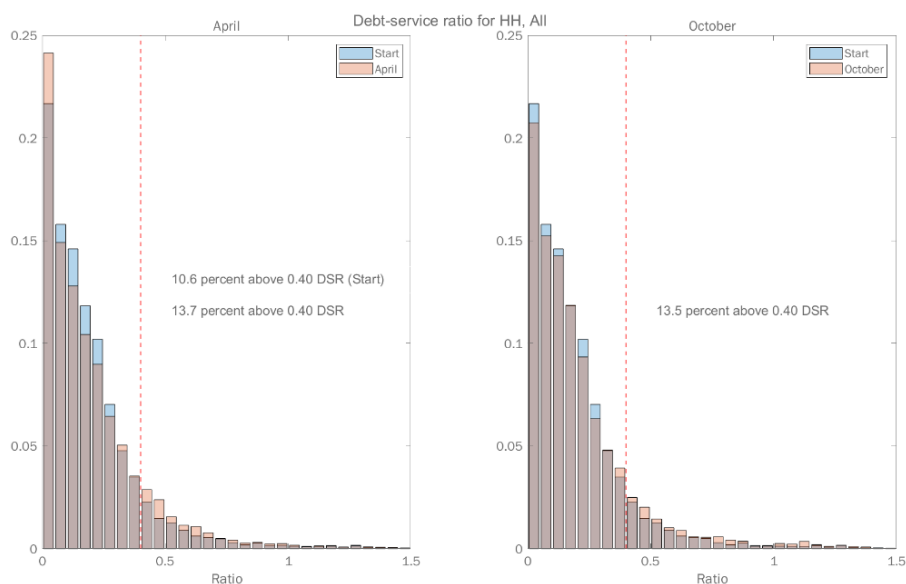 Debt-service ratio for HH, All
April
0.25
0.2
0.15
0.1
0.05
0
Start
April
10.6 percent above 0.40 DSR (Start)
13.7 percent above 0.40 DSR
0
0.5
1
1.5
Ratio
October
0.25
0.2
0.15
0.1
0.05
0
Start
October
13.5 percent above 0.40 DSR
0
0.5
1
1.5
Ratio